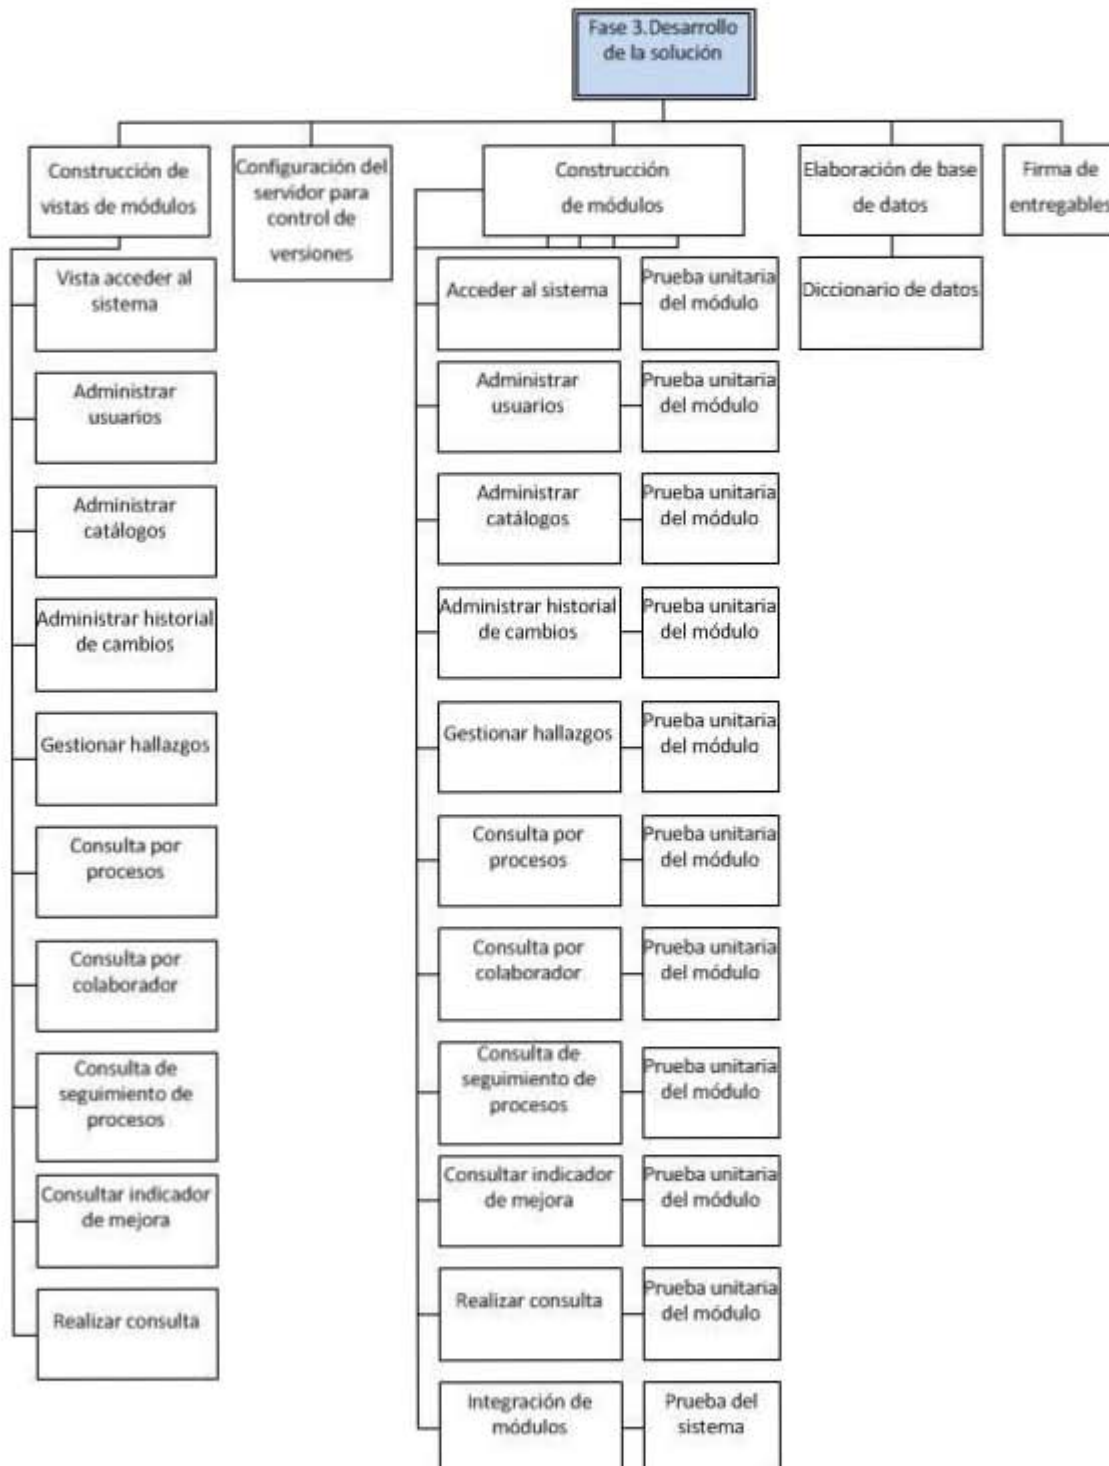 Fase 3.Desarrollo
de la solución
Construcción de
vistas de módulos
Configuración del
servidor para
control de
versiones
Construcción
de módulos
Elaboración de base
de datos
Firma de
entregables
Vista acceder al
sistema
Administrar
usuarios
Administrar
catálogos
Administrar historial
de cambios
Gestionar hallazgos
Consulta por
procesos
Consulta por
colaborador
Consulta de
seguimiento de
procesos
Consultar indicador
de mejora
Realizar consulta
Acceder al sistema
Prueba unitaria
del módulo
Administrar
usuarios
Prueba unitaria
del módulo
Administrar
catálogos
Prueba unitaria
del módulo
Administrar historial
de cambios
Prueba unitaria
del módulo
Gestionar hallazgos
Prueba unitaria
del módulo
Consulta por
procesos
Prueba unitaria
del módulo
Consulta por
colaborador
Prueba unitaria
del módulo
Consulta de
seguimiento de
procesos
Prueba unitaria
del módulo
Consultar indicador
de mejora
Prueba unitaria
del módulo
Realizar consulta
Prueba unitaria
del módulo
Integración de
módulos
Prueba del
sistema
Diccionario de datos